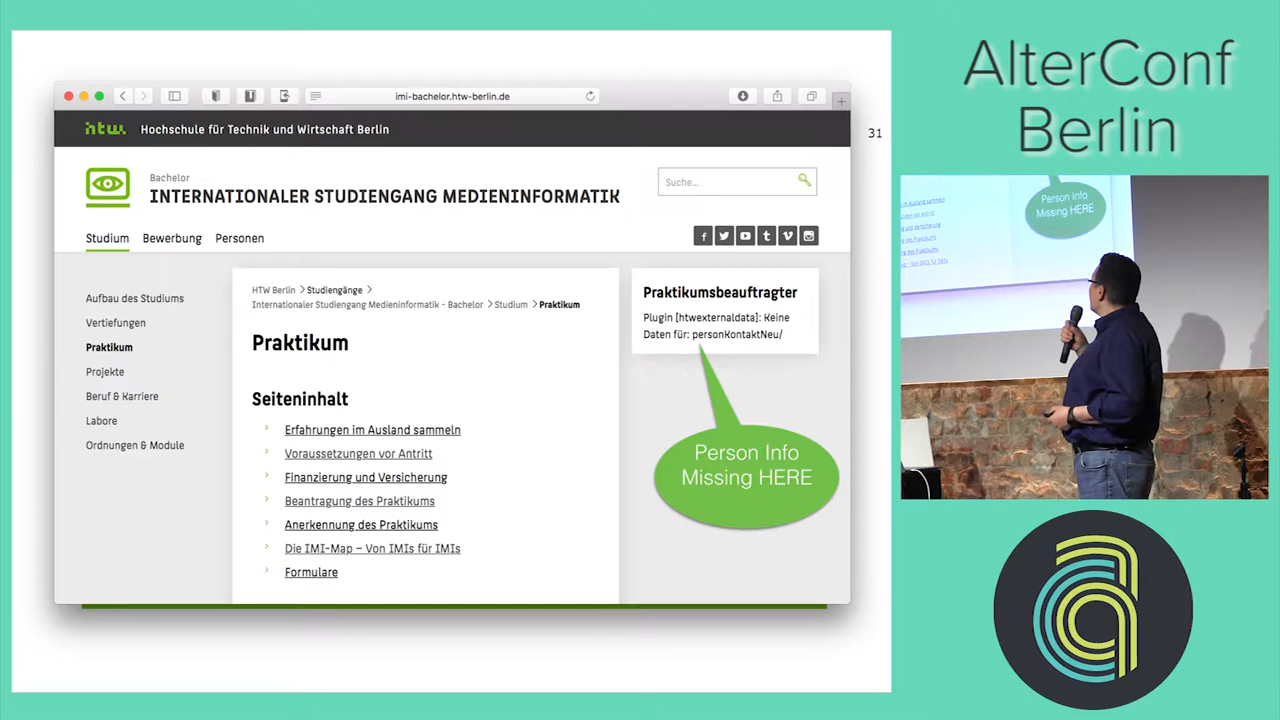 imi-bachelor.htw-berlin.de
htw.
Hochschule für Technik und Wirtschaft Berlin
31
Bachelor
INTERNATIONALER STUDIENGANG MEDIENINFORMATIK
Suche...
Studium
Bewerbung
Personen
Aufbau des Studiums
Vertiefungen
Praktikum
Projekte
Beruf & Karriere
Labore
Ordnungen & Module
HTW Berlin > Studiengänge >
Internationaler Studiengang Medieninformatik - Bachelor > Studium > Praktikum
Praktikum
Seiteninhalt
Erfahrungen im Ausland sammeln
Voraussetzungen vor Antritt
Finanzierung und Versicherung
Beantragung des Praktikums
Anerkennung des Praktikums
Die IMI-Map – Von IMIs für IMIs
Formulare
Praktikumsbeauftragter
Plugin [htwexternaldata]: Keine
Daten für: personKontaktNeu/
Person Info
Missing HERE
AlterConf
Berlin
Person Info
Missing HERE